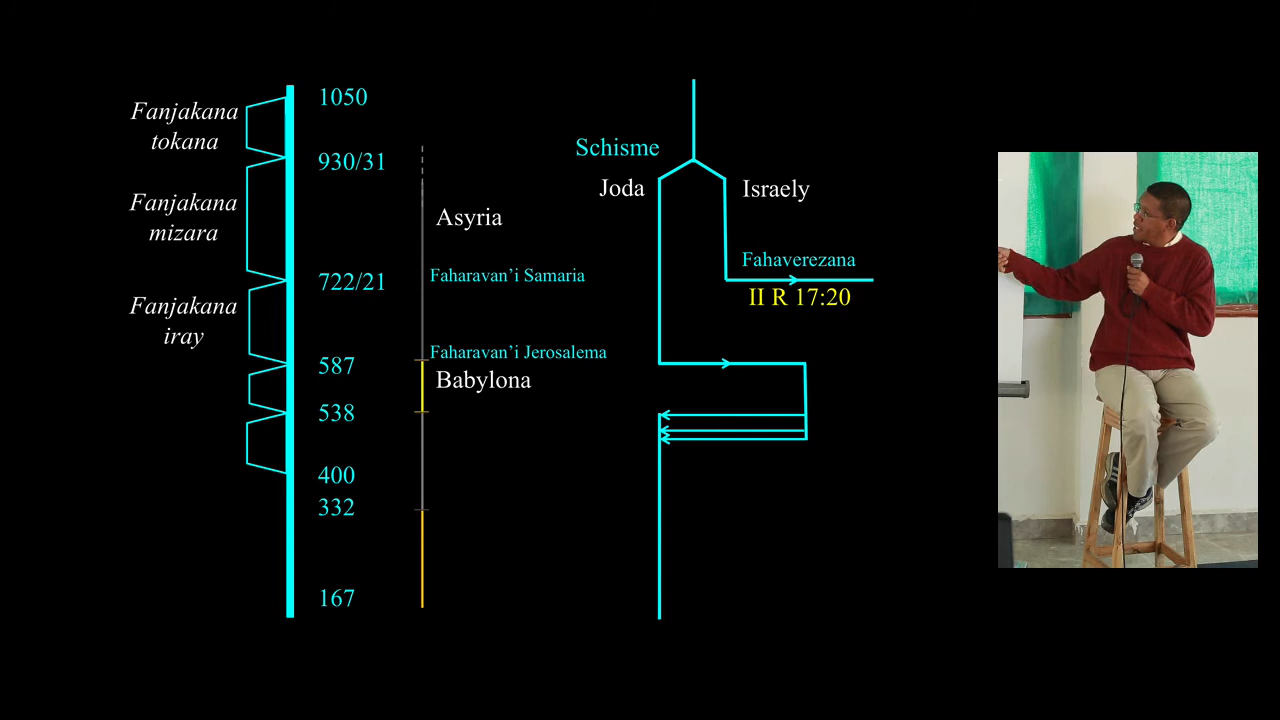 Fanjakana
tokana
Fanjakana
mizara
Fanjakana
iray
1050
930/31
722/21
587
538
400
332
167
Asyria
Faharavan'i Samaria
Faharavan'i Jerosalema
Babylona
Schisme
Joda
Israely
Fahaverezana
II R 17:20